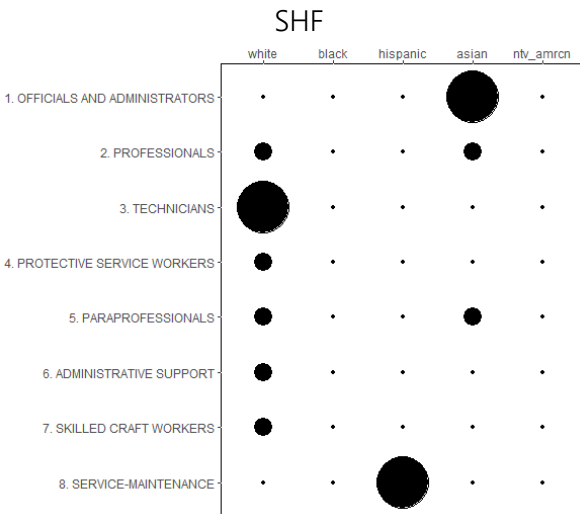 SHF
white black hispanic asian ntv_amrcn
1. OFFICIALS AND ADMINISTRATORS
2. PROFESSIONALS
3. TECHNICIANS
4. PROTECTIVE SERVICE WORKERS
5. PARAPROFESSIONALS
6. ADMINISTRATIVE SUPPORT
7. SKILLED CRAFT WORKERS
8. SERVICE-MAINTENANCE